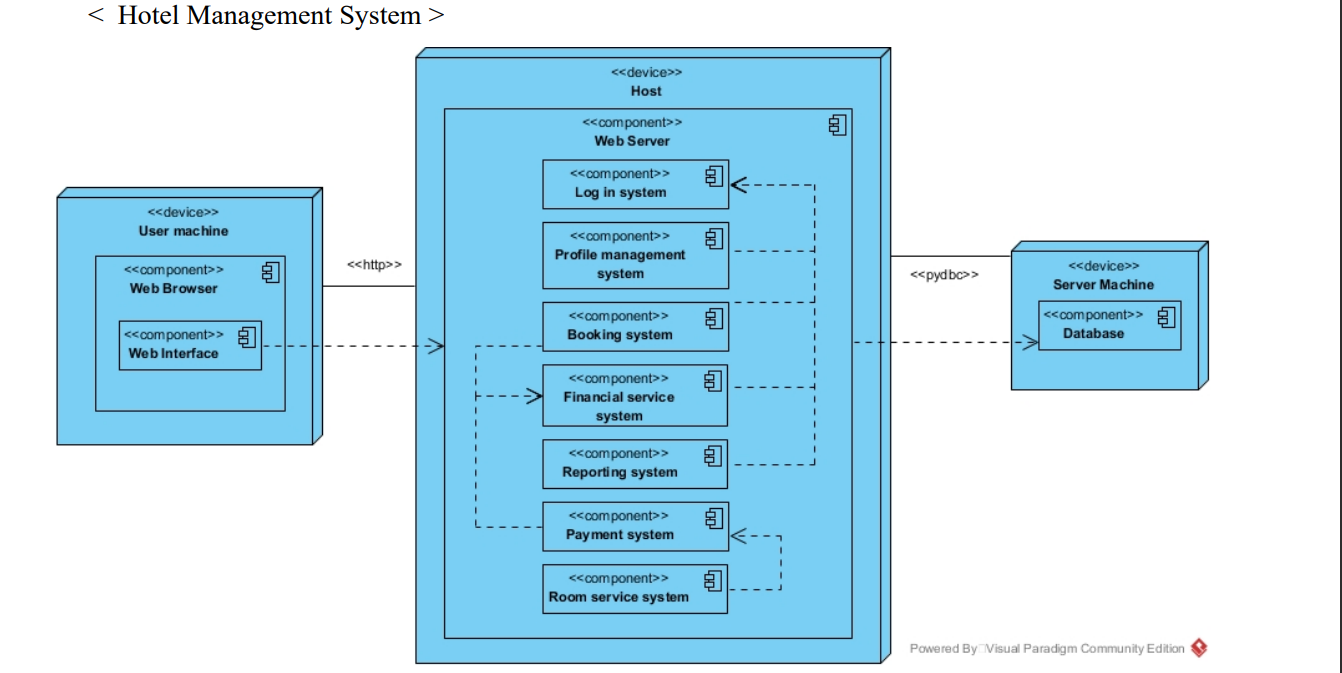 < Hotel Management System >
<<device>>
Host
<<component>>
Web Server
<<component>>
Log in system
<<component>>
Profile management
system
<<component>>
Booking system
<<component>>
Financial service
system
<<component>>
Reporting system
<<component>>
Payment system
<<component>>
Room service system
<<device>>
User machine
<<component>>
Web Browser
<<component>>
Web Interface
<<http>>
<<pydbc>>
<<device>>
Server Machine
<<component>>
Database
Powered By Visual Paradigm Community Edition